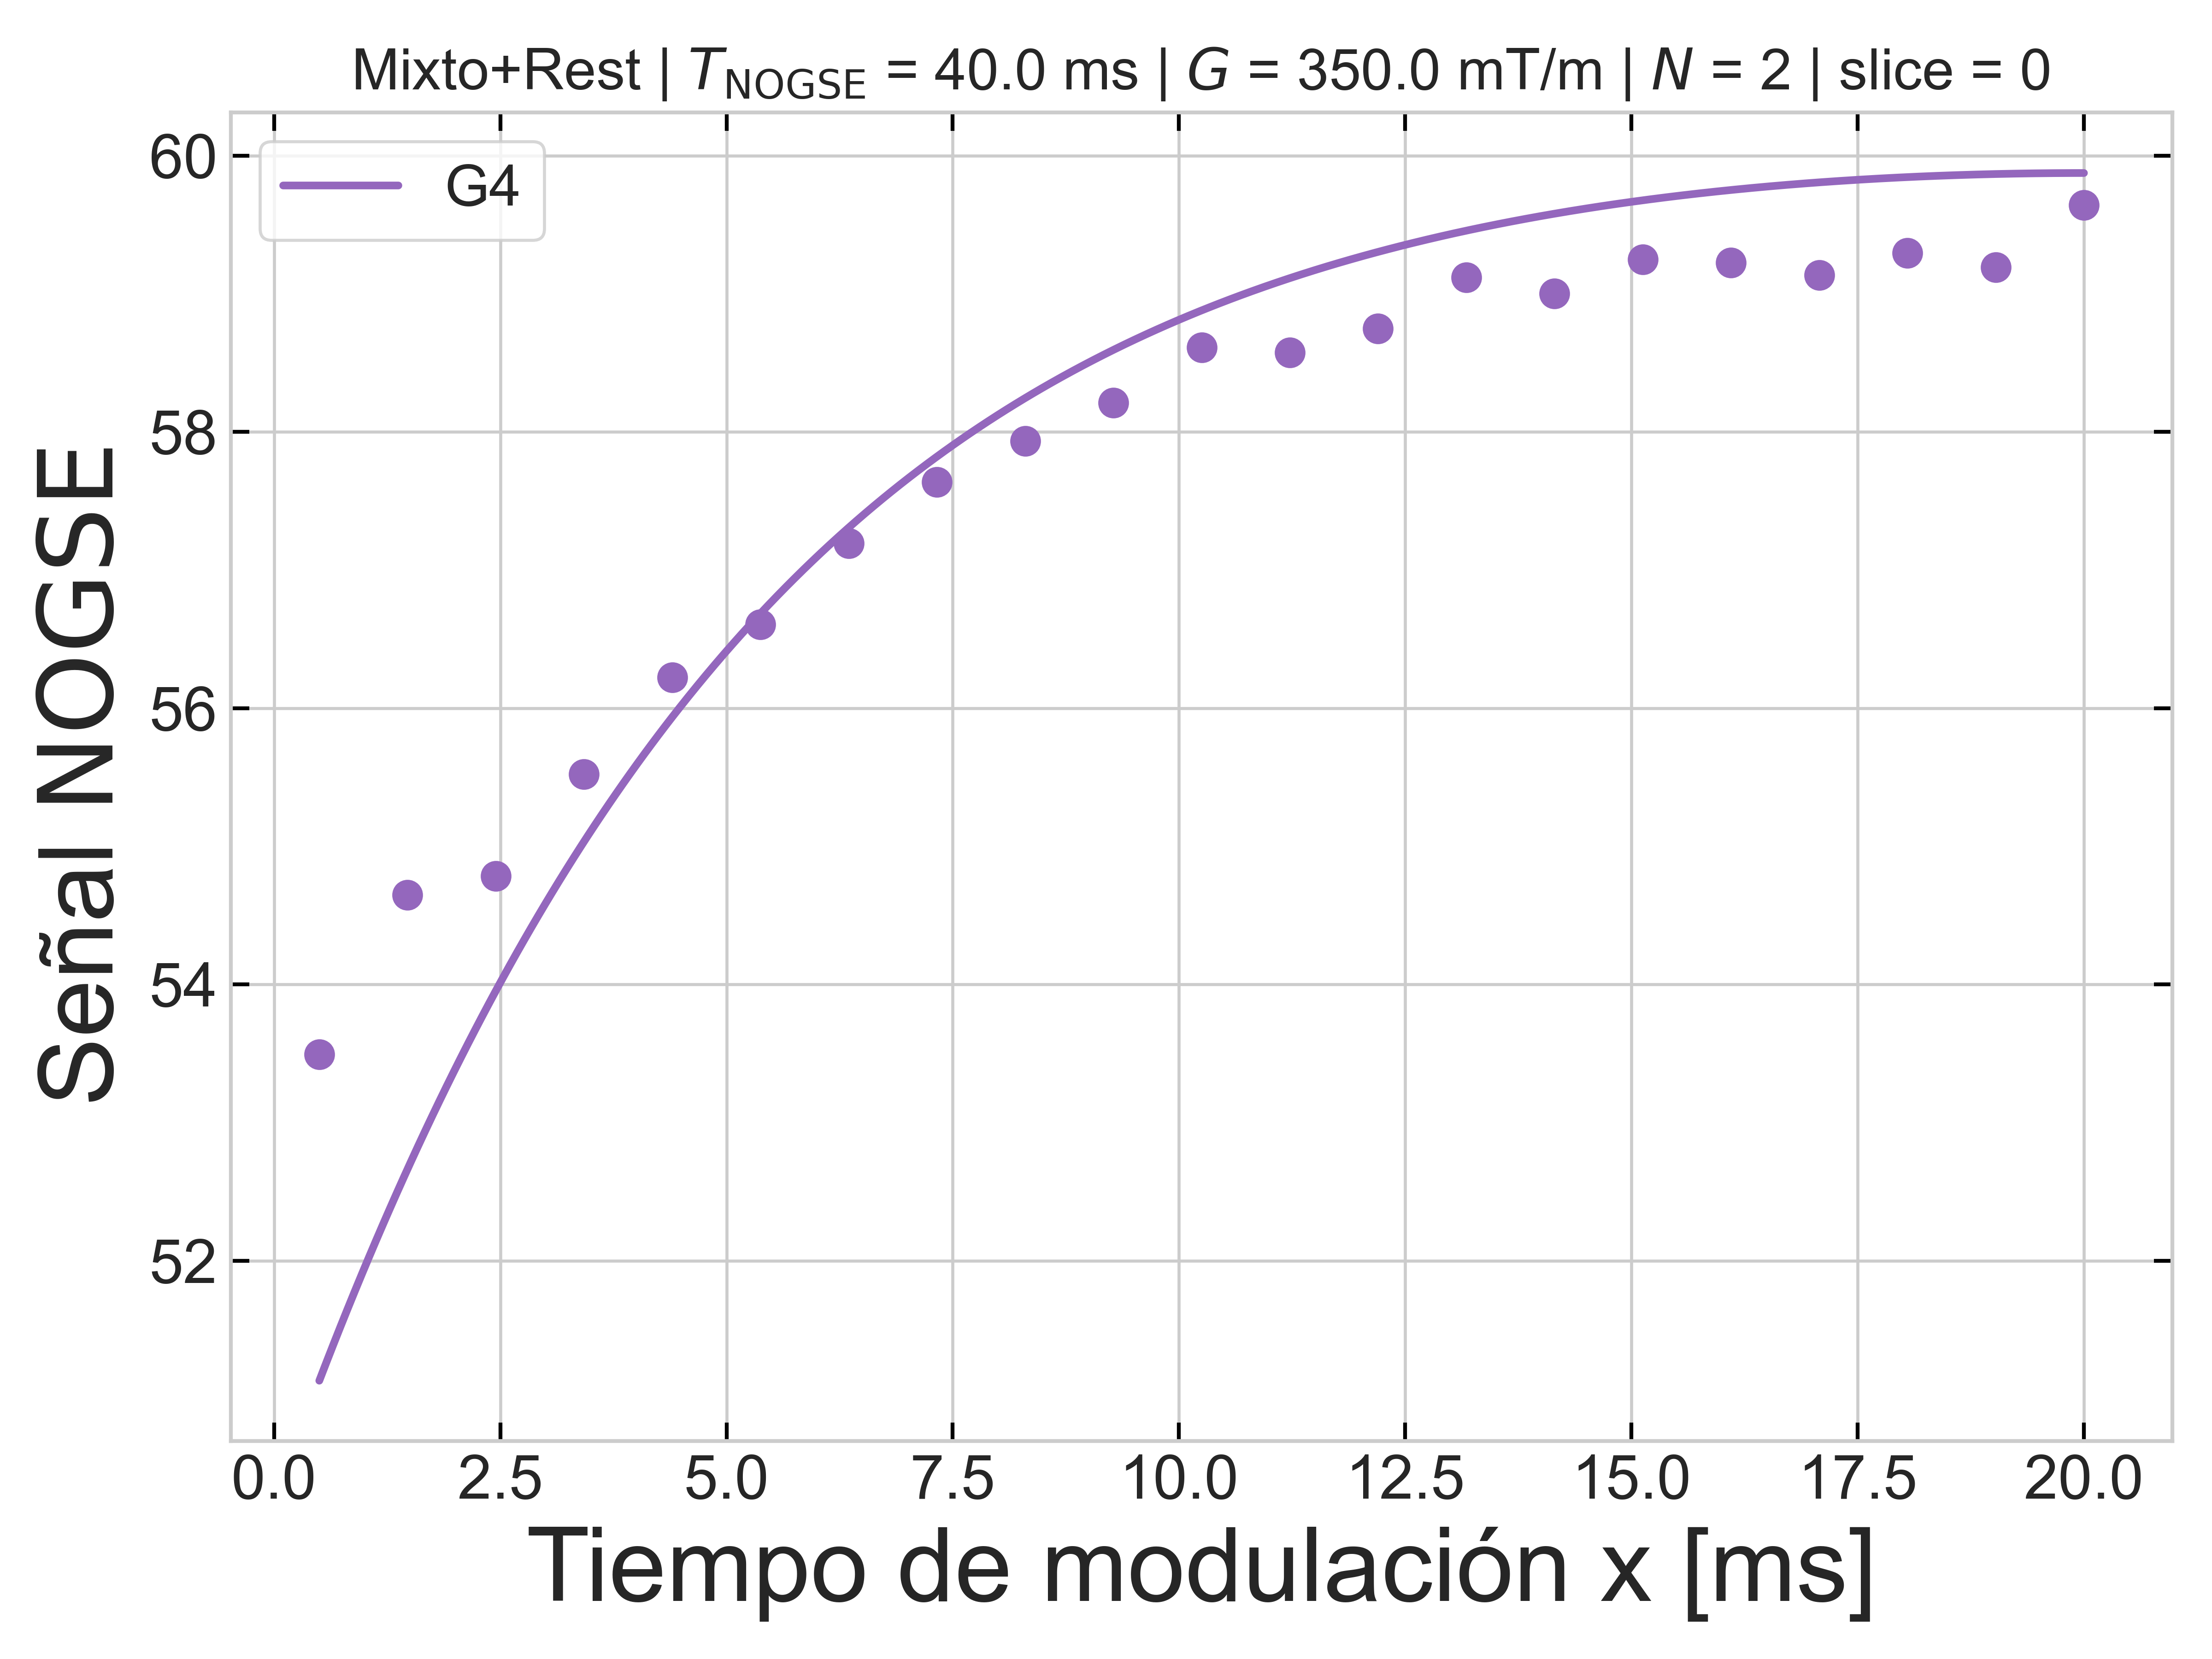 Mixto+Rest | T_NOGSE = 40.0 ms | G = 350.0 mT/m | N = 2 | slice = 0
G4
Señal NOGSE
60
58
56
54
52
0.0 2.5 5.0 7.5 10.0 12.5 15.0 17.5 20.0
Tiempo de modulación x [ms]